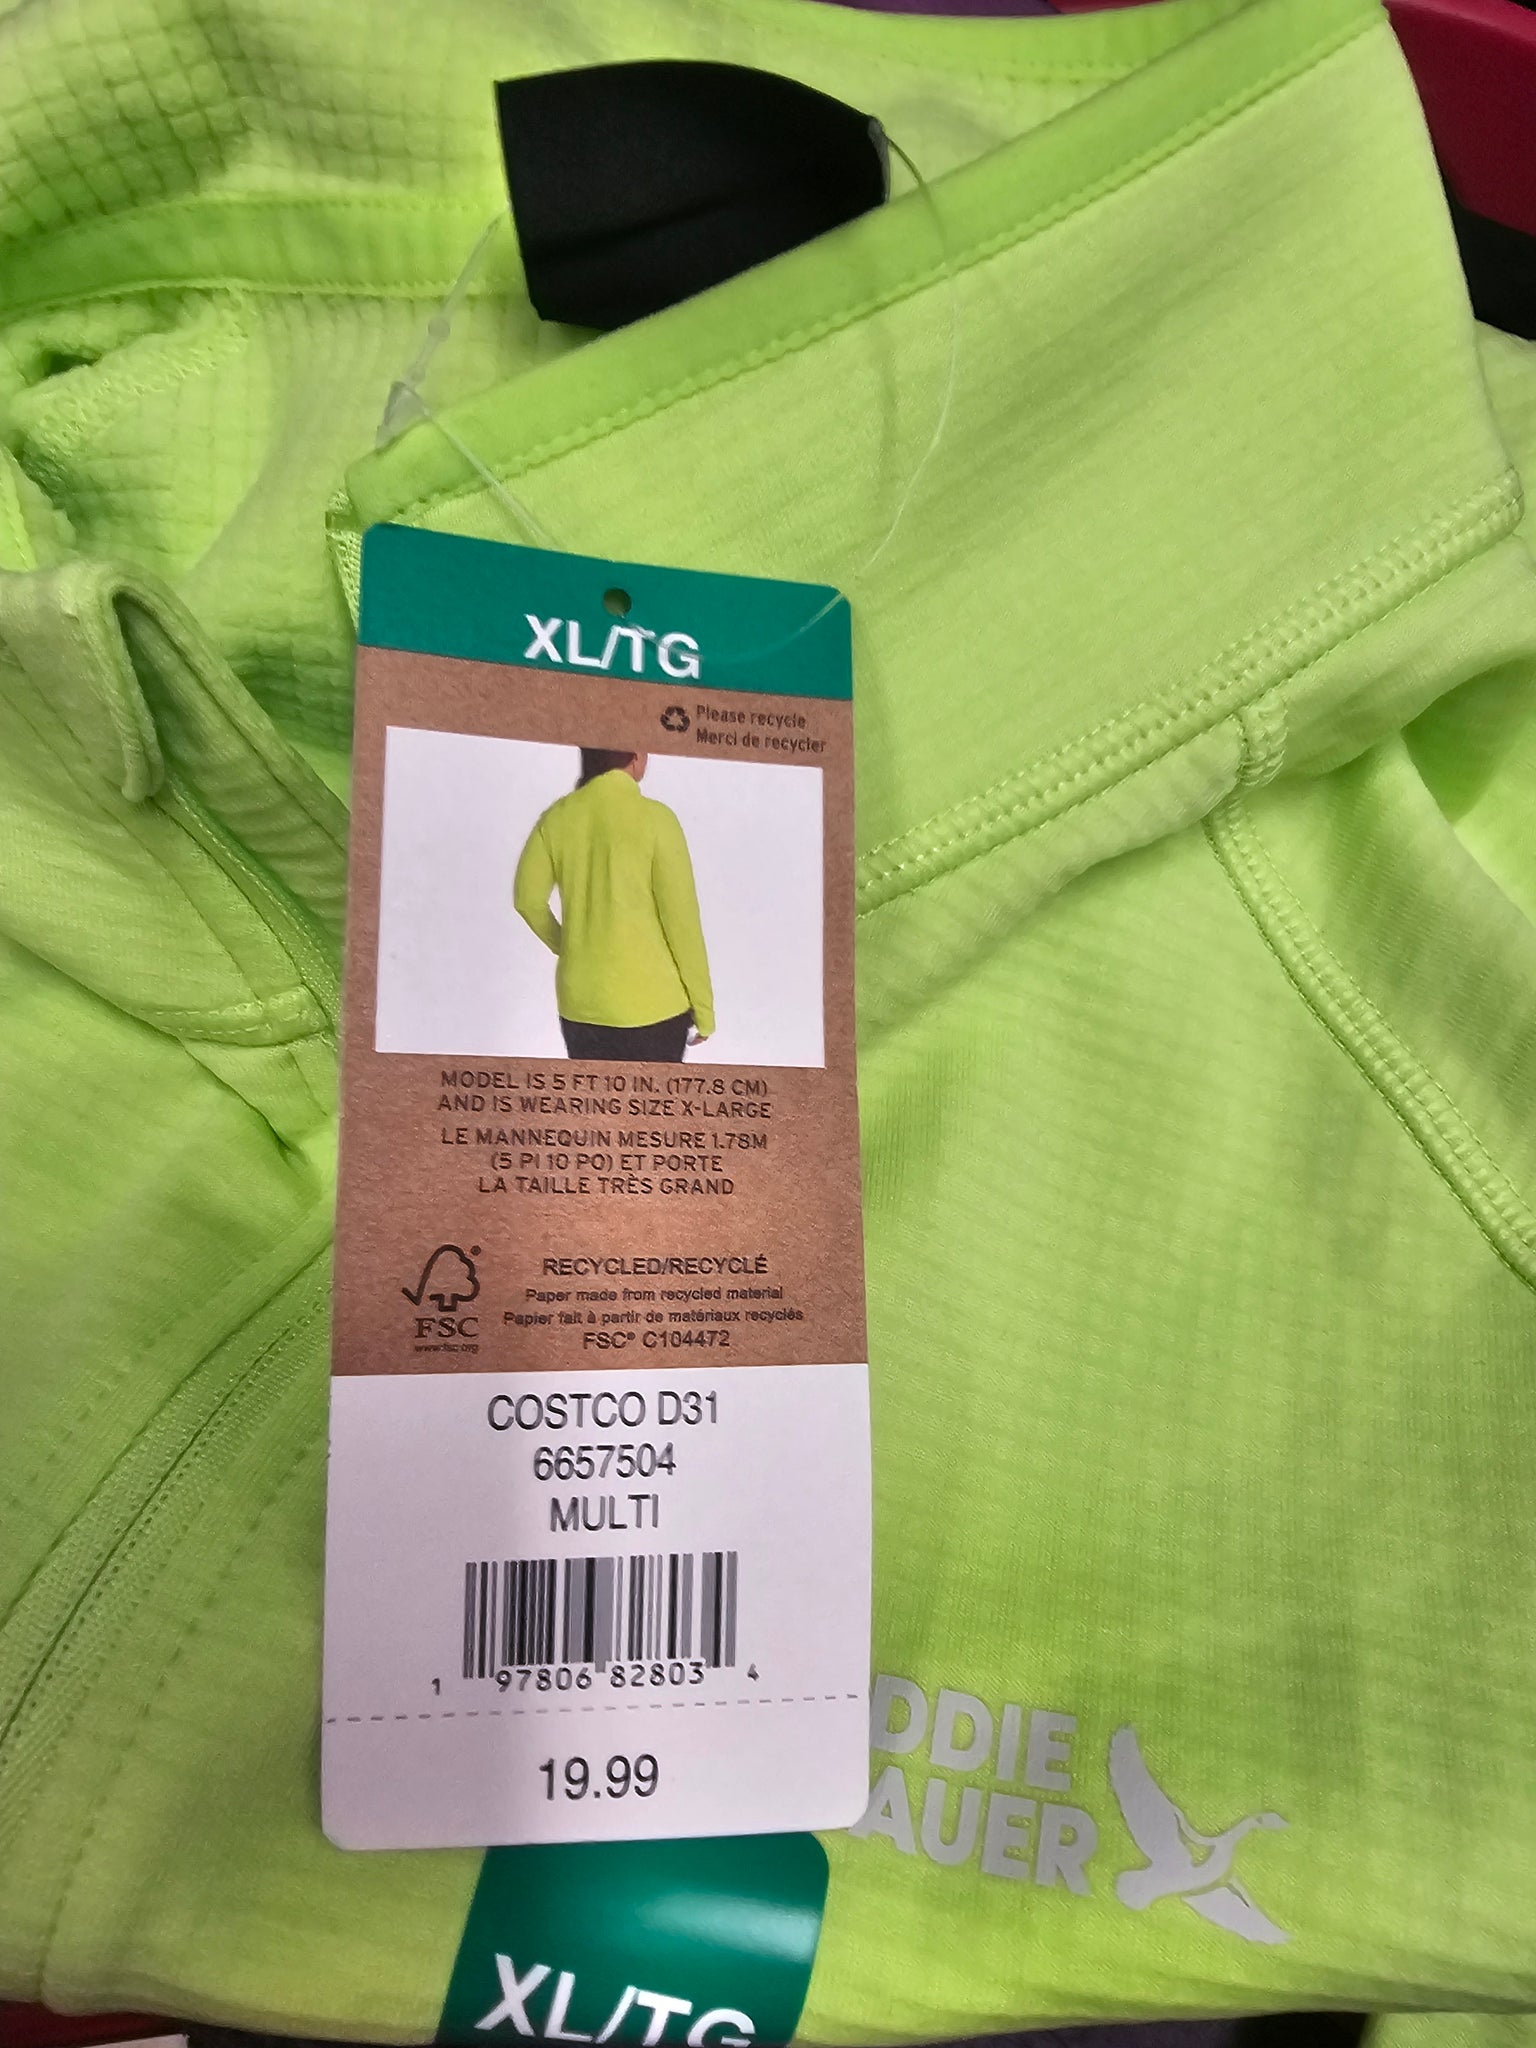 XL/TG
Please recycle
Merci de recycler
MODEL IS 5 FT 10 IN. (177.8 CM)
AND IS WEARING SIZE X-LARGE
LE MANNEQUIN MESURE 1.78M
(5 PI 10 PO) ET PORTE
LA TAILLE TRÈS GRAND
RECYCLED/RECYCLÉ
Paper made from recycled material
Papier fait à partir de matériaux recyclés
FSC® C104472
FSC
www.fsc.org
COSTCO D31
6657504
MULTI
1 97806 82803 4
19.99
DDIE
AUER
XL/TG